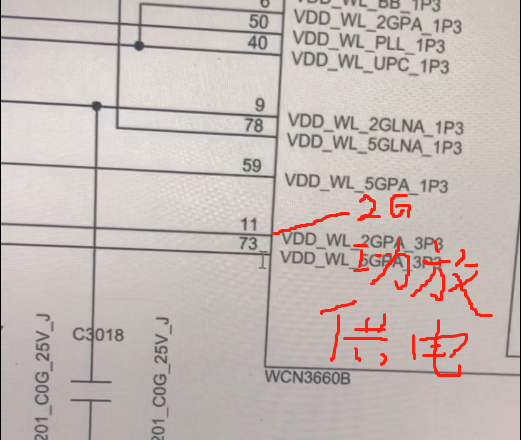 6 VDD_WL_BB_1P3
50 VDD_WL_2GPA_1P3
40 VDD_WL_PLL_1P3
VDD_WL_UPC_1P3
9 VDD_WL_2GLNA_1P3
78 VDD_WL_5GLNA_1P3
59 VDD_WL_5GPA_1P3
2G
11 VDD_WL_2GPA_3P3
73 VDD_WL_5GPA_3P3
功放
供电
C3018
201_C0G_25V_J
201_C0G_25V_J
WCN3660B